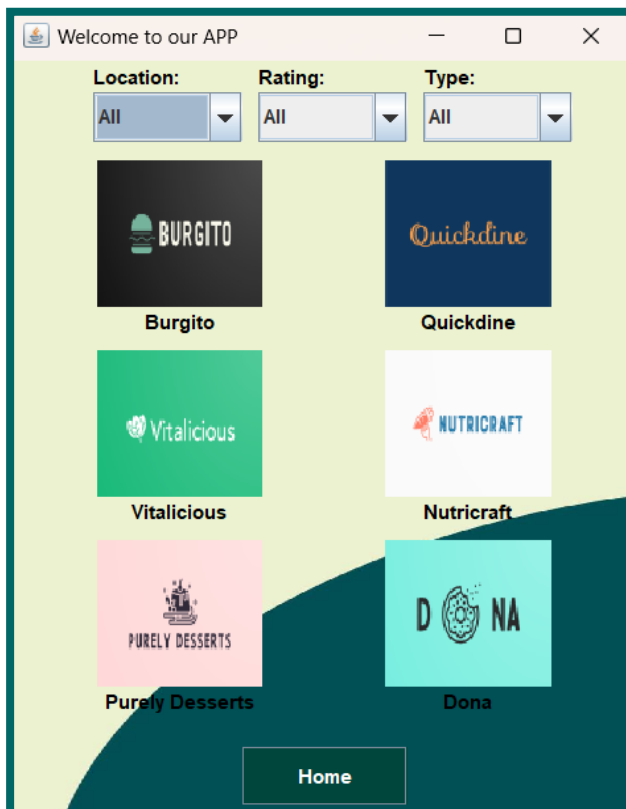 Welcome to our APP
Location: Rating: Type:
All All All
BURGITO Quickdine
Burgito Quickdine
Vitalicious NUTRICRAFT
Vitalicious Nutricraft
PURELY DESSERTS D NA
Purely Desserts Dona
Home